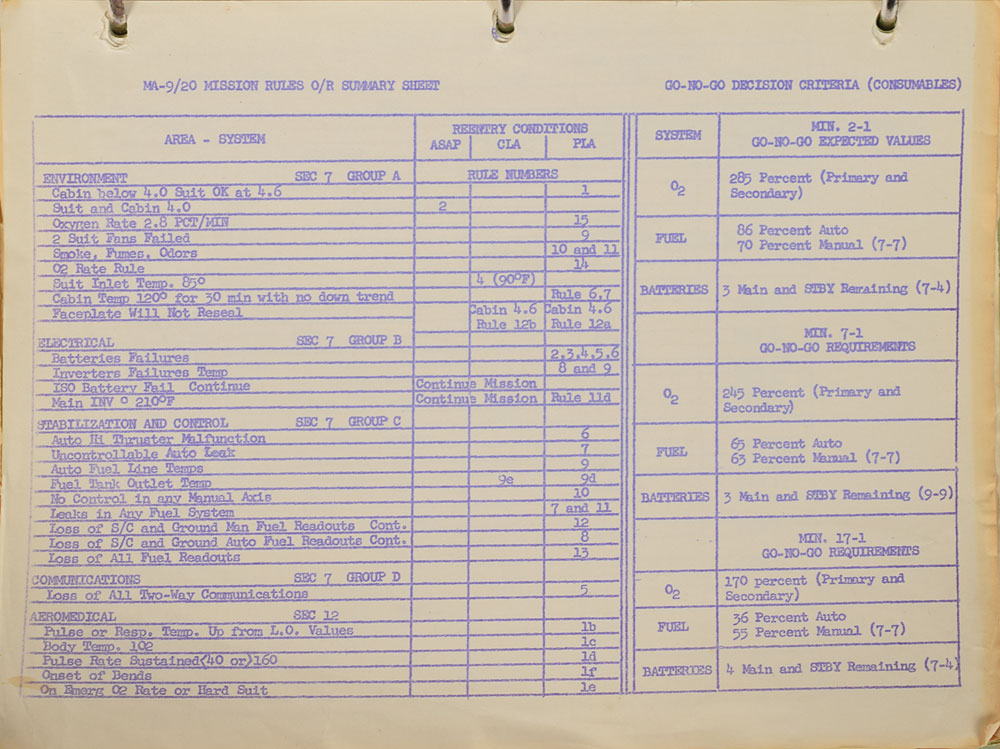 MA-9/20 MISSION RULES O/R SUMMARY SHEET
GO-NO-GO DECISION CRITERIA (CONSUMABLES)
AREA - SYSTEM
REENTRY CONDITIONS
ASAP CLA PLA
ENVIRONMENT SEC 7 GROUP A RULE NUMBERS
Cabin below 4.0 Suit OK at 4.6 1
Suit and Cabin 4.0 2
Oxygen Rate 2.8 PCT/MIN 15
2 Suit Fans Failed 9
Smoke, Fumes, Odors 10 and 11
O2 Rate Rule 14
Suit Inlet Temp. 85° 4 (90°F)
Cabin Temp 120° for 30 min with no down trend Rule 6,7
Faceplate Will Not Reseal Cabin 4.6 Cabin 4.6
Rule 12b Rule 12a
ELECTRICAL SEC 7 GROUP B
Batteries Failures 2,3,4,5,6
Inverters Failures Temp 8 and 9
ISO Battery Fail Continue Continue Mission
Main INV ° 210°F Continue Mission Rule 11d
STABILIZATION AND CONTROL SEC 7 GROUP C
Auto Hi Thruster Malfunction 6
Uncontrollable Auto Leak 7
Auto Fuel Line Temps 9
Fuel Tank Outlet Temp 9e 9d
No Control in any Manual Axis 10
Leaks in Any Fuel System 7 and 11
Loss of S/C and Ground Man Fuel Readouts Cont. 12
Loss of S/C and Ground Auto Fuel Readouts Cont. 8
Loss of All Fuel Readouts 13
COMMUNICATIONS SEC 7 GROUP D
Loss of All Two-Way Communications 5
AEROMEDICAL SEC 12
Pulse or Resp. Temp. Up from L.O. Values 1b
Body Temp. 102 1c
Pulse Rate Sustained(40 or)160 1d
Onset of Bends 1f
On Emerg O2 Rate or Hard Suit 1e
SYSTEM
MIN. 2-1
GO-NO-GO EXPECTED VALUES
O2
285 Percent (Primary and
Secondary)
FUEL
86 Percent Auto
70 Percent Manual (7-7)
BATTERIES 3 Main and STBY Remaining (7-4)
MIN. 7-1
GO-NO-GO REQUIREMENTS
O2
245 Percent (Primary and
Secondary)
FUEL
65 Percent Auto
63 Percent Manual (7-7)
BATTERIES 3 Main and STBY Remaining (9-9)
MIN. 17-1
GO-NO-GO REQUIREMENTS
O2
170 percent (Primary and
Secondary)
FUEL
36 Percent Auto
55 Percent Manual (7-7)
BATTERIES 4 Main and STBY Remaining (7-4)